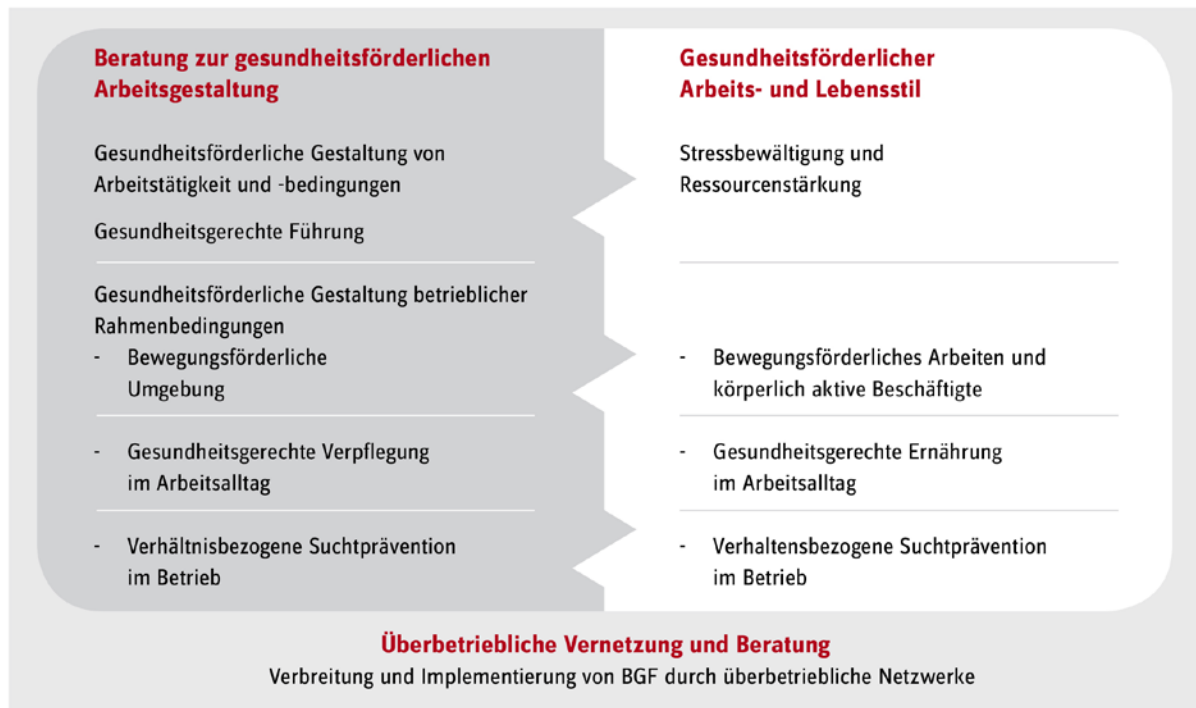 Beratung zur gesundheitsförderlichen
Arbeitsgestaltung
Gesundheitsförderliche Gestaltung von
Arbeitstätigkeit und -bedingungen
Gesundheitsgerechte Führung
Gesundheitsförderliche Gestaltung betrieblicher
Rahmenbedingungen
- Bewegungsförderliche
Umgebung
- Gesundheitsgerechte Verpflegung
im Arbeitsalltag
- Verhältnisbezogene Suchtprävention
im Betrieb
Gesundheitsförderlicher
Arbeits- und Lebensstil
Stressbewältigung und
Ressourcenstärkung
- Bewegungsförderliches Arbeiten und
körperlich aktive Beschäftigte
- Gesundheitsgerechte Ernährung
im Arbeitsalltag
- Verhaltensbezogene Suchtprävention
im Betrieb
Überbetriebliche Vernetzung und Beratung
Verbreitung und Implementierung von BGF durch überbetriebliche Netzwerke